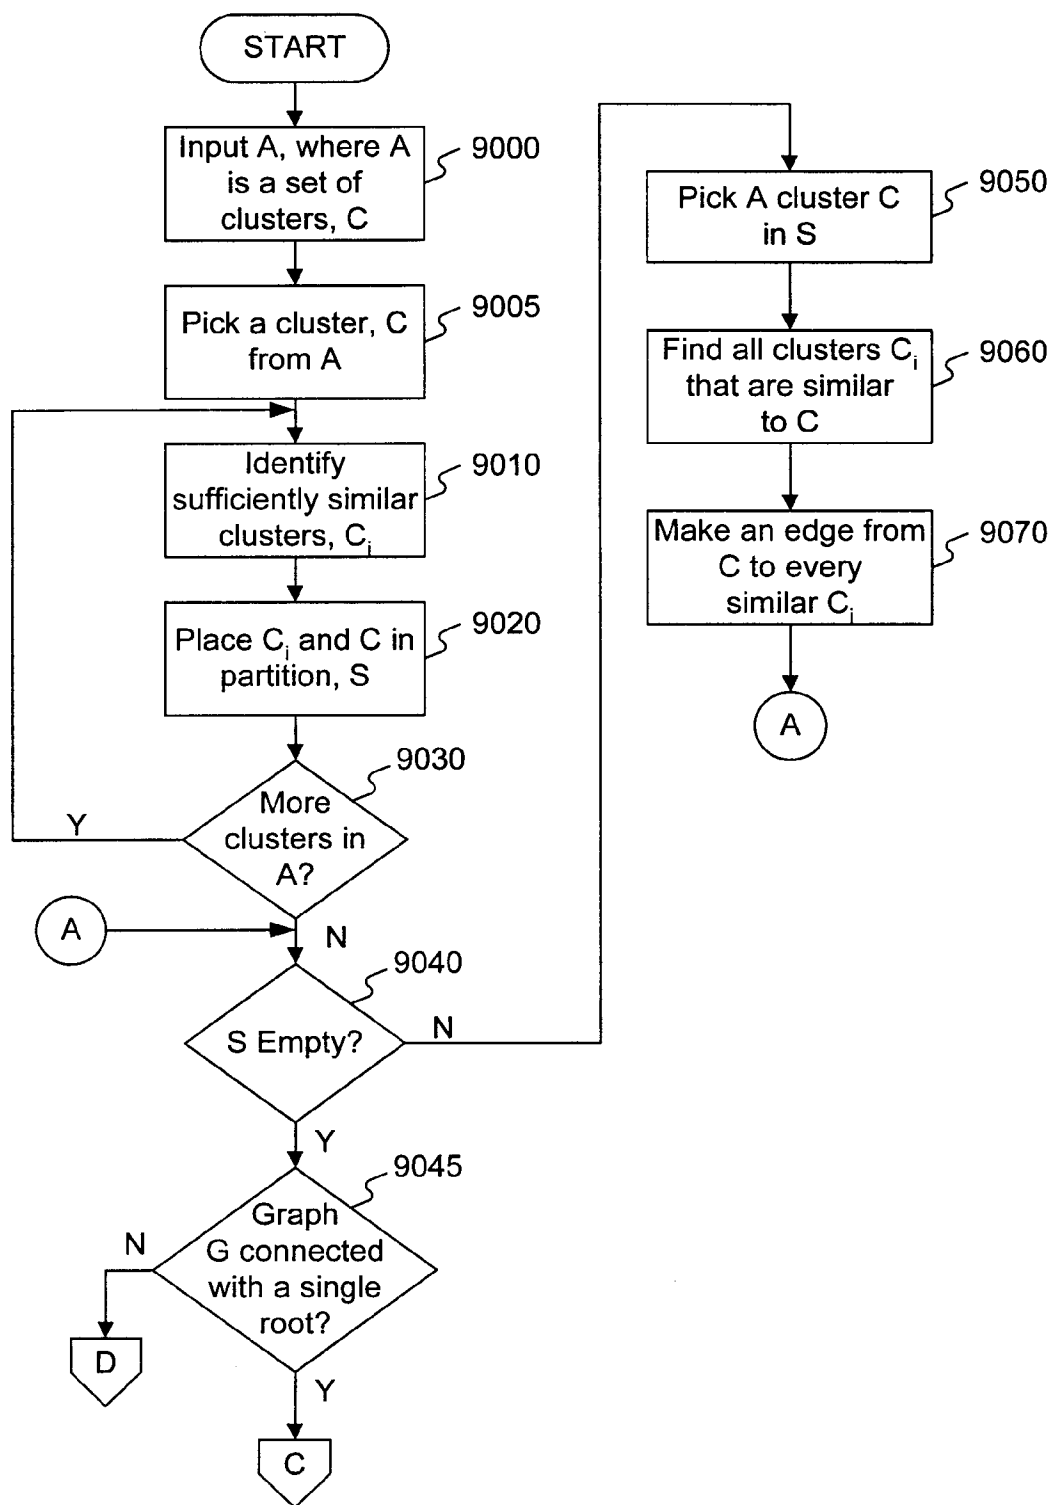 START
Input A, where A
is a set of
clusters, C
9000
Pick a cluster, C
from A
9005
Identify
sufficiently similar
clusters, Cᵢ
9010
Place Cᵢ and C in
partition, S
9020
More
clusters in
A?
9030
Y
A
N
S Empty?
9040
N
Y
Graph
G connected
with a single
root?
9045
N
D
Y
C
Pick A cluster C
in S
9050
Find all clusters Cᵢ
that are similar
to C
9060
Make an edge from
C to every
similar Cᵢ
9070
A